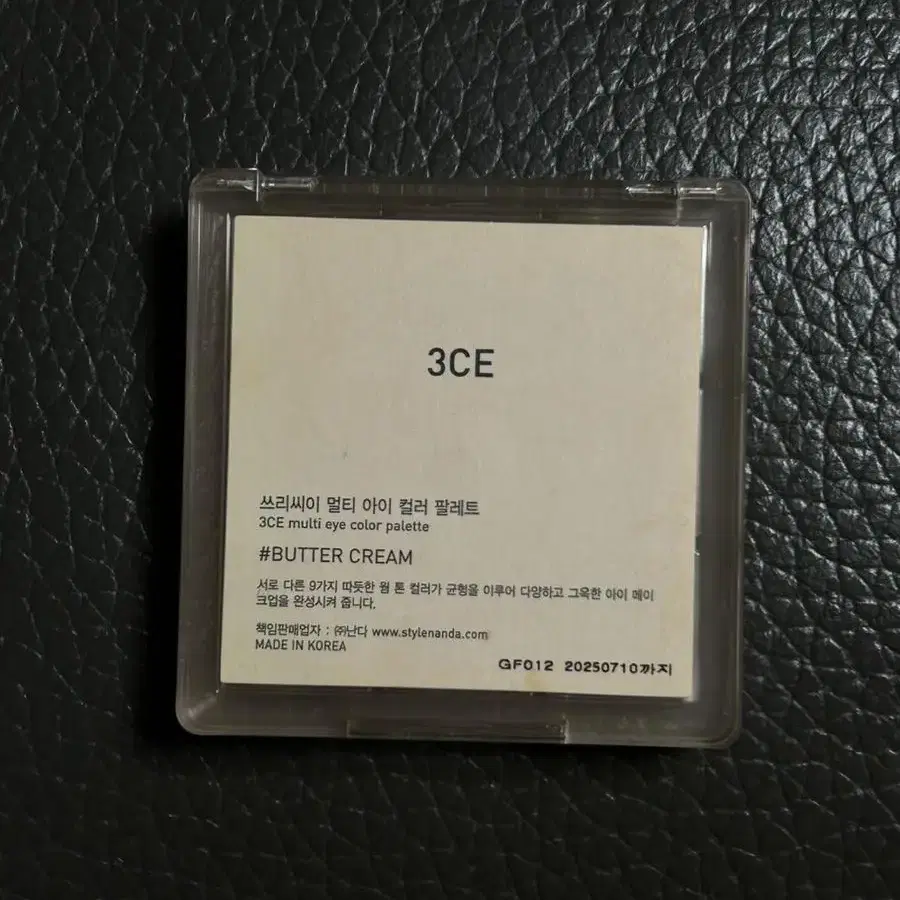 3CE
쓰리씨이 멀티 아이 컬러 팔레트
3CE multi eye color palette
#BUTTER CREAM
서로 다른 9가지 따듯한 웜 톤 컬러가 균형을 이루어 다양하고 그윽한 아이 메이
크업을 완성시켜 줍니다.
책임판매업자 : ㈜난다 www.stylenanda.com
MADE IN KOREA
GF012 20250710까지